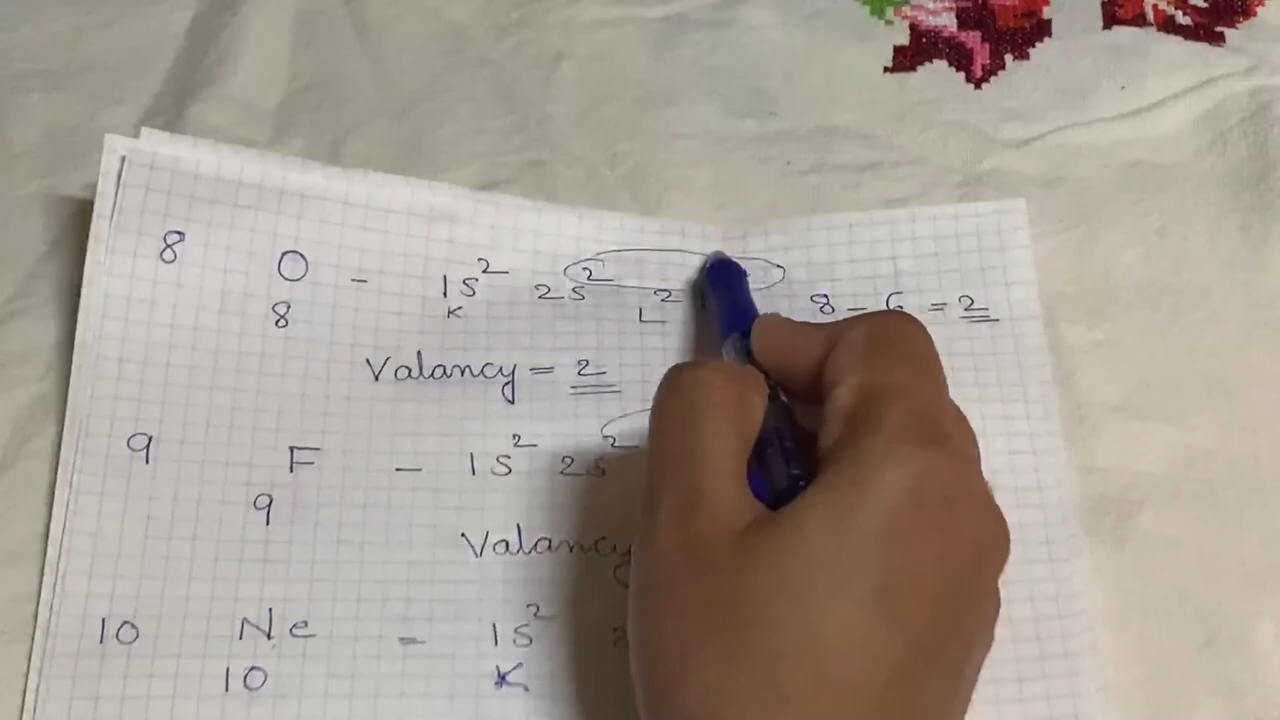 8 O - 1s² 2s² 8 - 6 = 2
8 K L²
Valancy = 2
9 F - 1s² 2s²
9
Valancy
10 Ne = 1s² 2
10 K